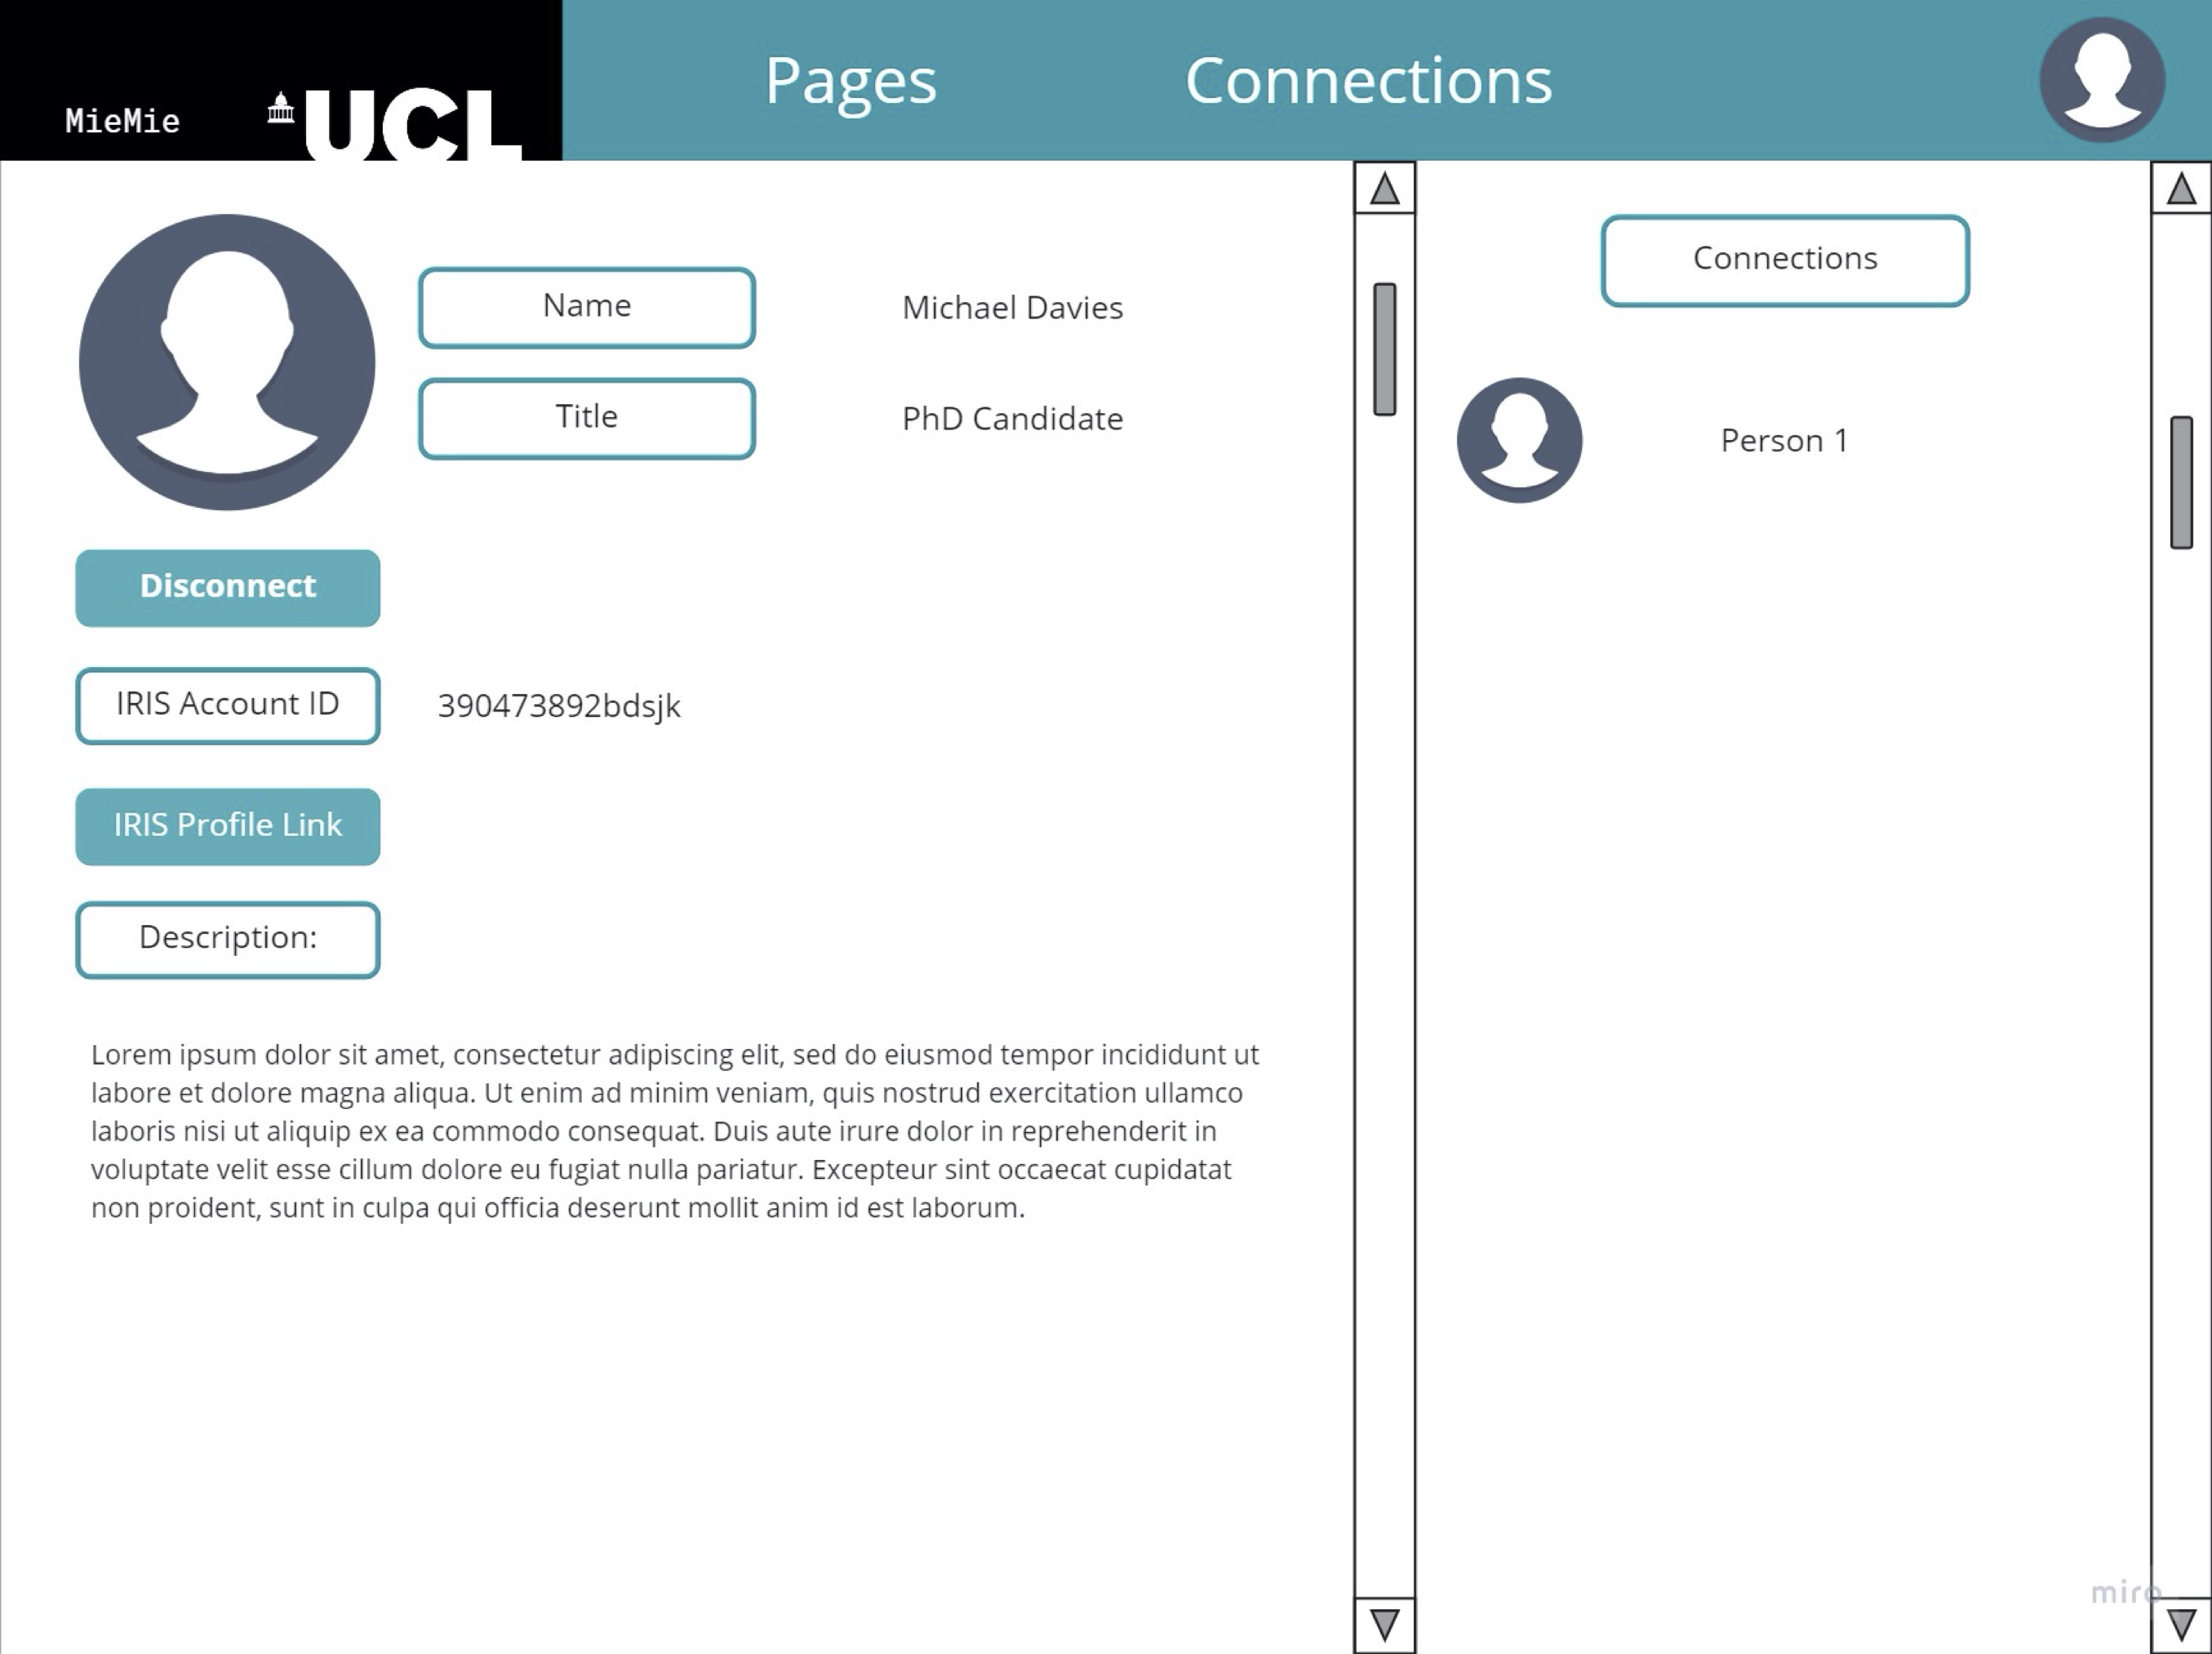 MieMie
UCL
Pages
Connections
Name
Michael Davies
Title
PhD Candidate
Disconnect
IRIS Account ID
390473892bdsjk
IRIS Profile Link
Description:
Lorem ipsum dolor sit amet, consectetur adipiscing elit, sed do eiusmod tempor incididunt ut
labore et dolore magna aliqua. Ut enim ad minim veniam, quis nostrud exercitation ullamco
laboris nisi ut aliquip ex ea commodo consequat. Duis aute irure dolor in reprehenderit in
voluptate velit esse cillum dolore eu fugiat nulla pariatur. Excepteur sint occaecat cupidatat
non proident, sunt in culpa qui officia deserunt mollit anim id est laborum.
Connections
Person 1
miro